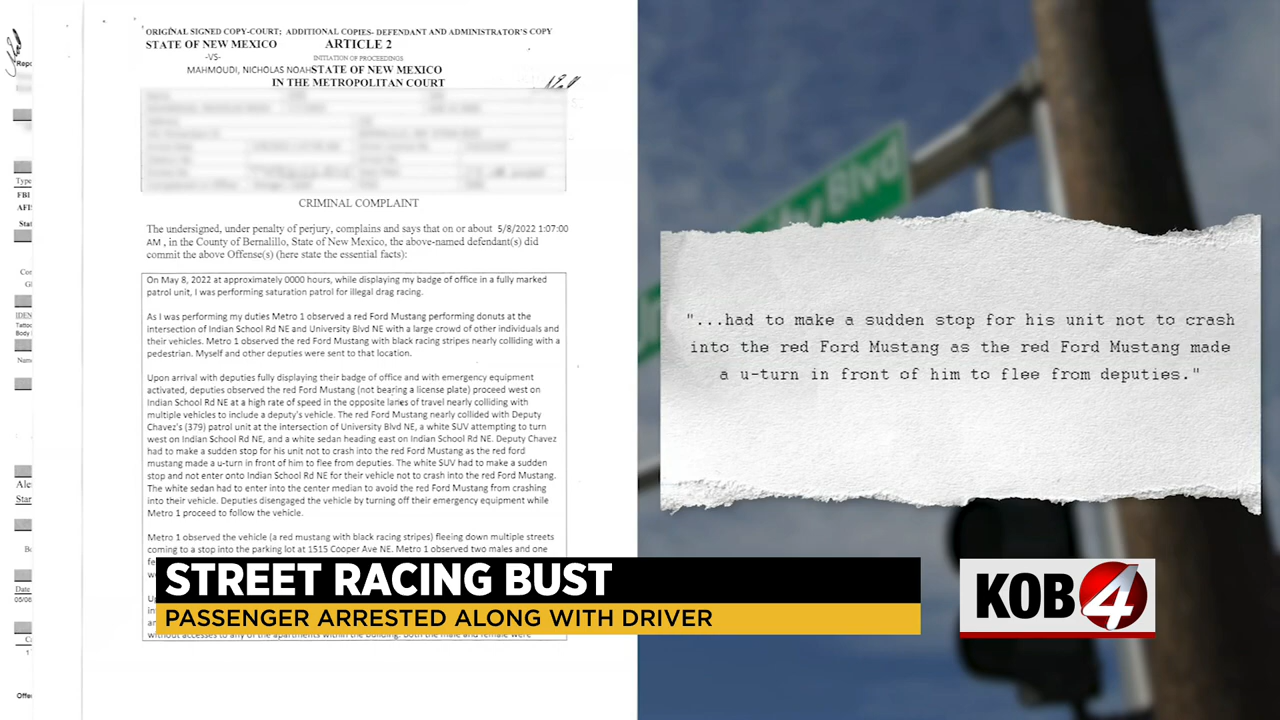 ORIGINAL SIGNED COPY-COURT; ADDITIONAL COPIES- DEFENDANT AND ADMINISTRATOR'S COPY
STATE OF NEW MEXICO ARTICLE 2
-VS- INITIATION OF PROCEEDINGS
MAHMOUDI, NICHOLAS NOAH STATE OF NEW MEXICO
IN THE METROPOLITAN COURT
CRIMINAL COMPLAINT
The undersigned, under penalty of perjury, complains and says that on or about 5/8/2022 1:07:00
AM , in the County of Bernalillo, State of New Mexico, the above-named defendant(s) did
commit the above Offense(s) (here state the essential facts):
On May 8, 2022 at approximately 0000 hours, while displaying my badge of office in a fully marked
patrol unit, I was performing saturation patrol for illegal drag racing.
As I was performing my duties Metro 1 observed a red Ford Mustang performing donuts at the
intersection of Indian School Rd NE and University Blvd NE with a large crowd of other individuals and
their vehicles. Metro 1 observed the red Ford Mustang with black racing stripes nearly colliding with a
pedestrian. Myself and other deputies were sent to that location.
Upon arrival with deputies fully displaying their badge of office and with emergency equipment
activated, deputies observed the red Ford Mustang (not bearing a license plate) proceed west on
Indian School Rd NE at a high rate of speed in the opposite lanes of travel nearly colliding with
multiple vehicles to include a deputy's vehicle. The red Ford Mustang nearly collided with Deputy
Chavez's (379) patrol unit at the intersection of University Blvd NE, a white SUV attempting to turn
west on Indian School Rd NE, and a white sedan heading east on Indian School Rd NE. Deputy Chavez
had to make a sudden stop for his unit not to crash into the red Ford Mustang as the red ford
mustang made a u-turn in front of him to flee from deputies. The white SUV had to make a sudden
stop and not enter onto Indian School Rd NE for their vehicle not to crash into the red Ford Mustang.
The white sedan had to enter into the center median to avoid the red Ford Mustang from crashing
into their vehicle. Deputies disengaged the vehicle by turning off their emergency equipment while
Metro 1 proceed to follow the vehicle.
Metro 1 observed the vehicle (a red mustang with black racing stripes) fleeing down multiple streets
coming to a stop into the parking lot at 1515 Cooper Ave NE. Metro 1 observed two males and one
Blvd
"...had to make a sudden stop for his unit not to crash
into the red Ford Mustang as the red Ford Mustang made
a u-turn in front of him to flee from deputies."
STREET RACING BUST
PASSENGER ARRESTED ALONG WITH DRIVER
KOB 4